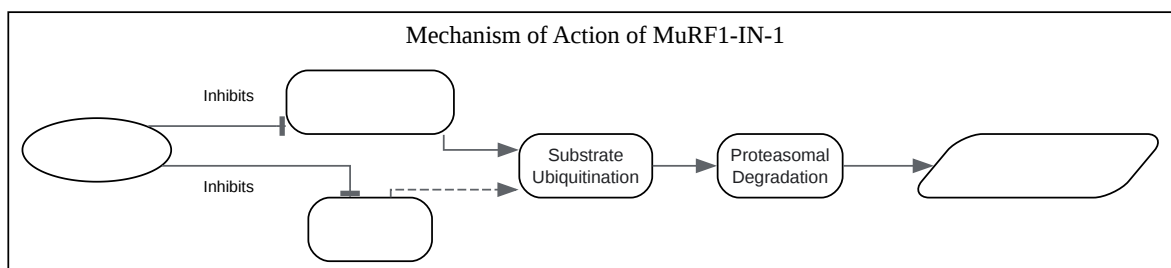 Mechanism of Action of MuRF1-IN-1
Inhibits
Substrate
Ubiquitination
Proteasomal
Degradation
Inhibits